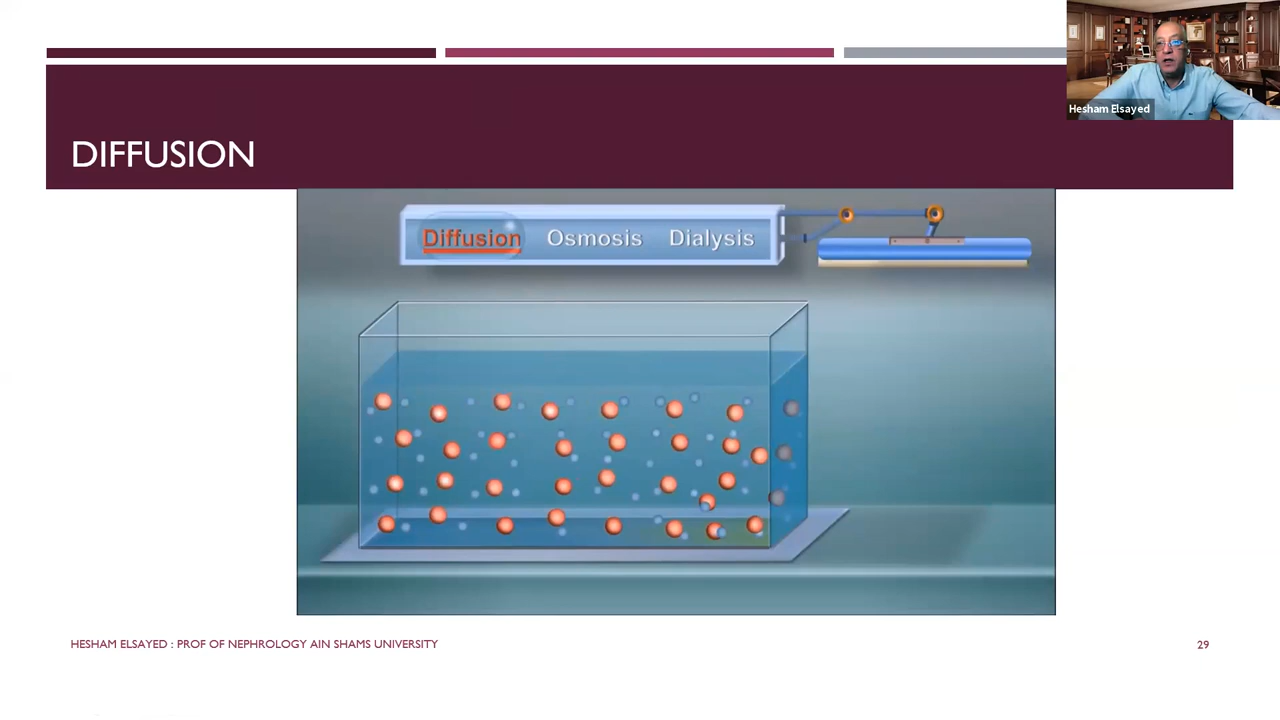 Hesham Elsayed
DIFFUSION
Diffusion Osmosis Dialysis
HESHAM ELSAYED : PROF OF NEPHROLOGY AIN SHAMS UNIVERSITY
29